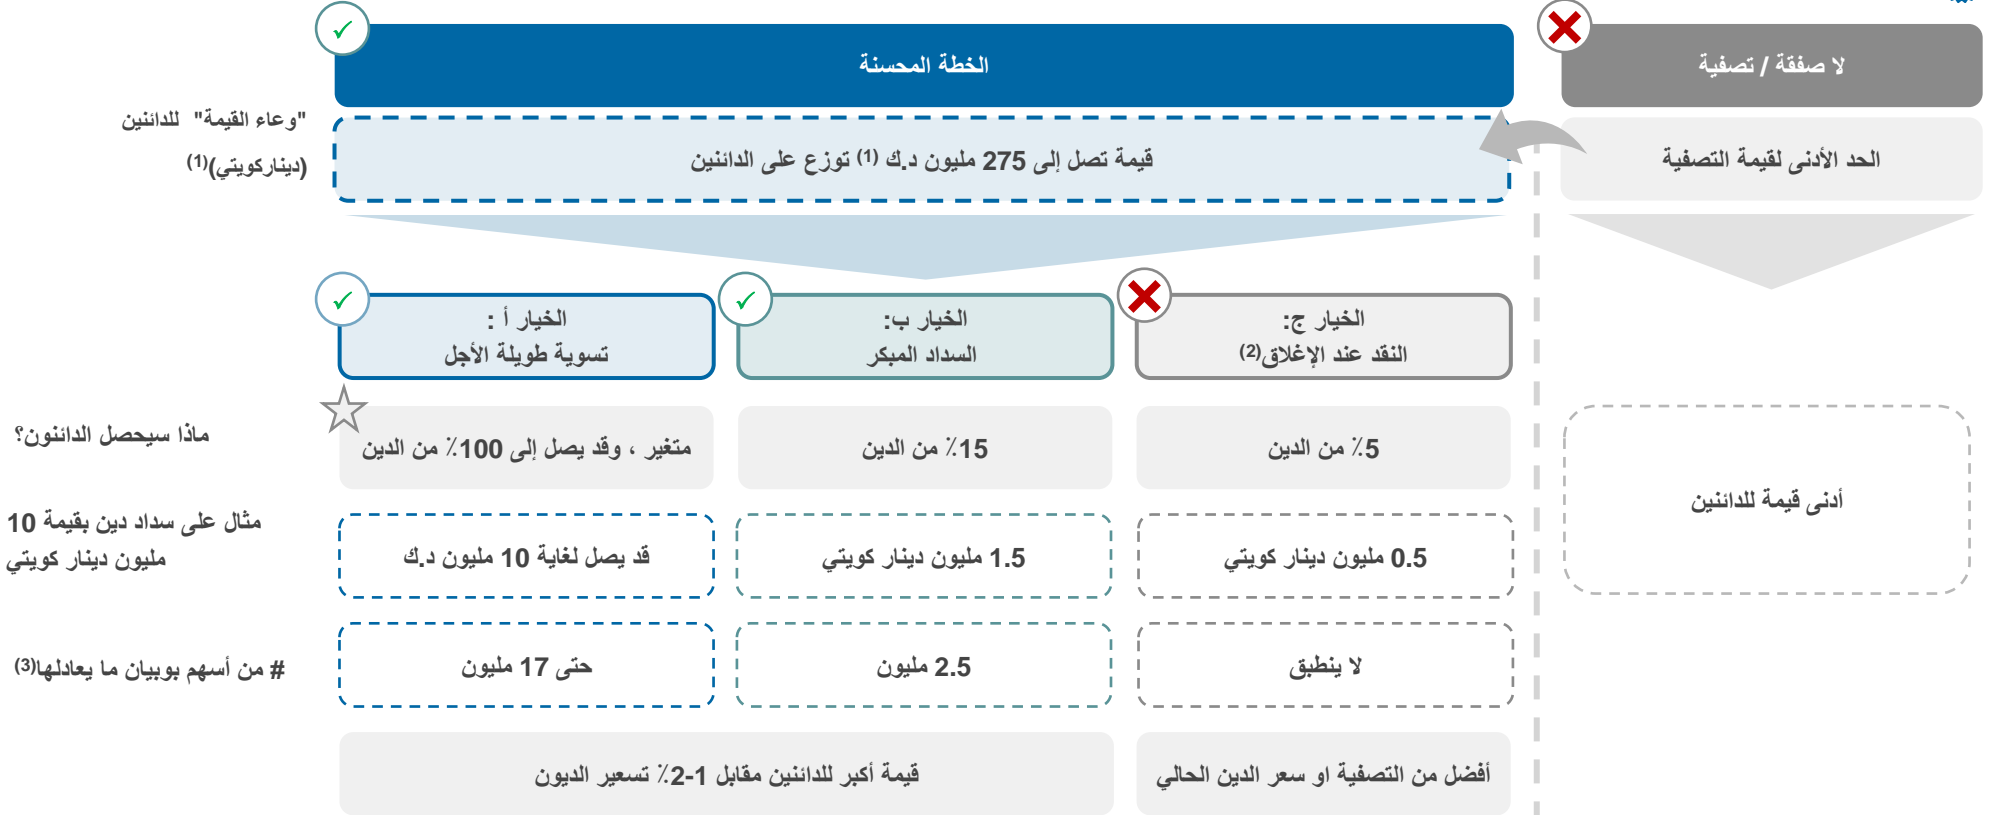 لا صفقة / تصفية
الخطة المحسنة
الحد الأدنى لقيمة التصفية
قيمة تصل إلى 275 مليون د.ك (1) توزع على الدائنين
"وعاء القيمة" للدائنين
(ديناركويتي)(1)
الخيار ج:
النقد عند الإغلاق(2)
الخيار ب:
السداد المبكر
الخيار أ :
تسوية طويلة الأجل
أدنى قيمة للدائنين
5٪ من الدين
15٪ من الدين
متغير ، وقد يصل إلى 100٪ من الدين
ماذا سيحصل الدائنون؟
0.5 مليون دينار كويتي
1.5 مليون دينار كويتي
قد يصل لغاية 10 مليون د.ك
مثال على سداد دين بقيمة 10
مليون دينار كويتي
لا ينطبق
2.5 مليون
حتى 17 مليون
# من أسهم بوبيان ما يعادلها(3)
أفضل من التصفية او سعر الدين الحالي
قيمة أكبر للدائنين مقابل 1-2٪ تسعير الديون